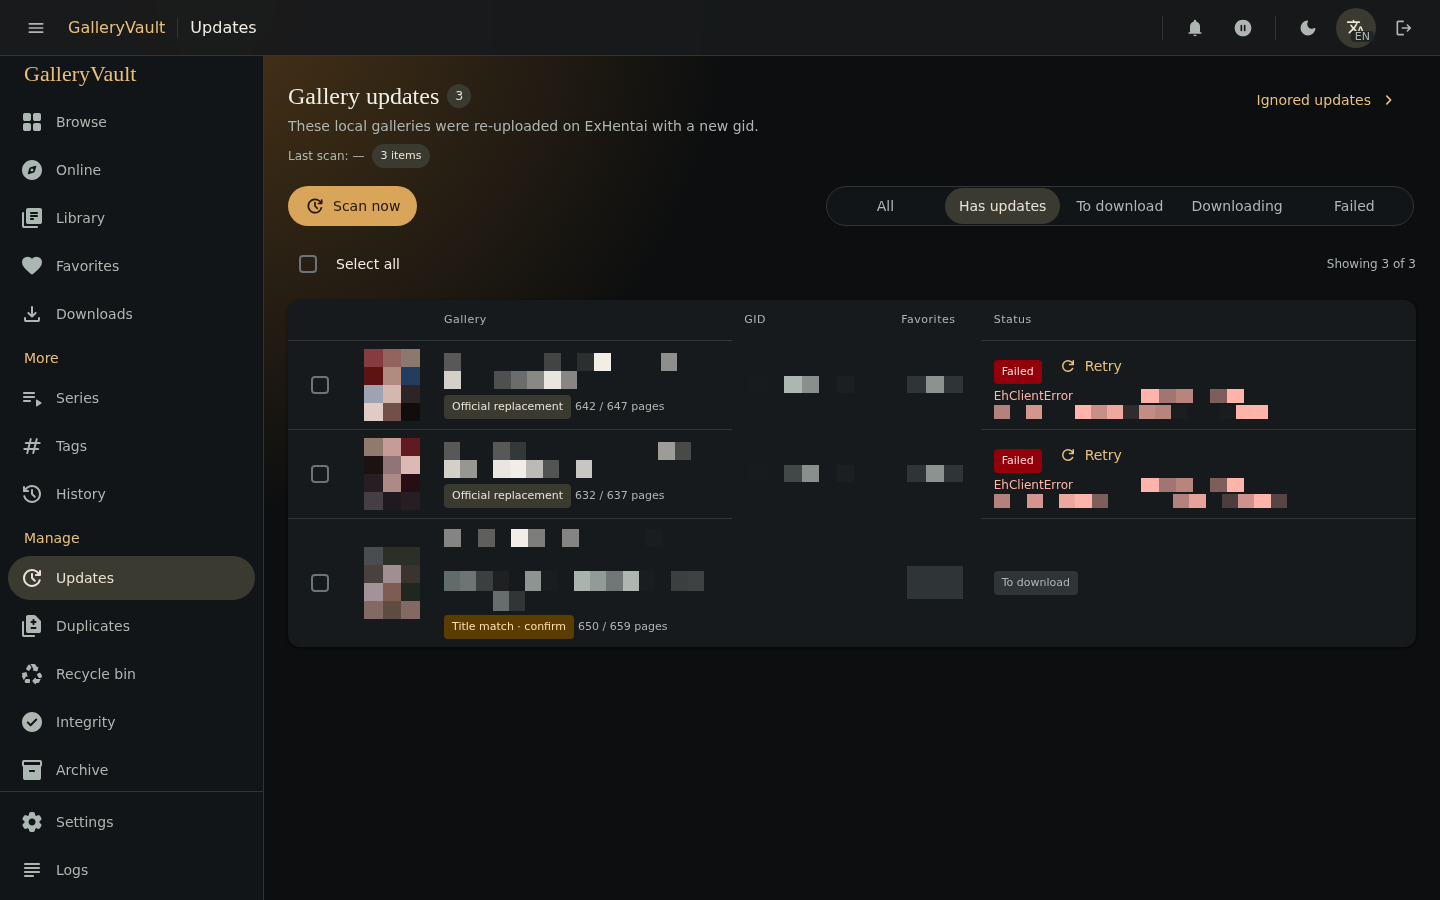 GalleryVault
Updates
EN
GalleryVault
Browse
Online
Library
Favorites
Downloads
More
Series
Tags
History
Manage
Updates
Duplicates
Recycle bin
Integrity
Archive
Settings
Logs
Gallery updates 3
These local galleries were re-uploaded on ExHentai with a new gid.
Last scan: — 3 items
Ignored updates
Scan now
All Has updates To download Downloading Failed
Select all
Showing 3 of 3
Gallery GID Favorites Status
Official replacement 642 / 647 pages
Failed Retry
EhClientError
Official replacement 632 / 637 pages
Failed Retry
EhClientError
Title match · confirm 650 / 659 pages
To download